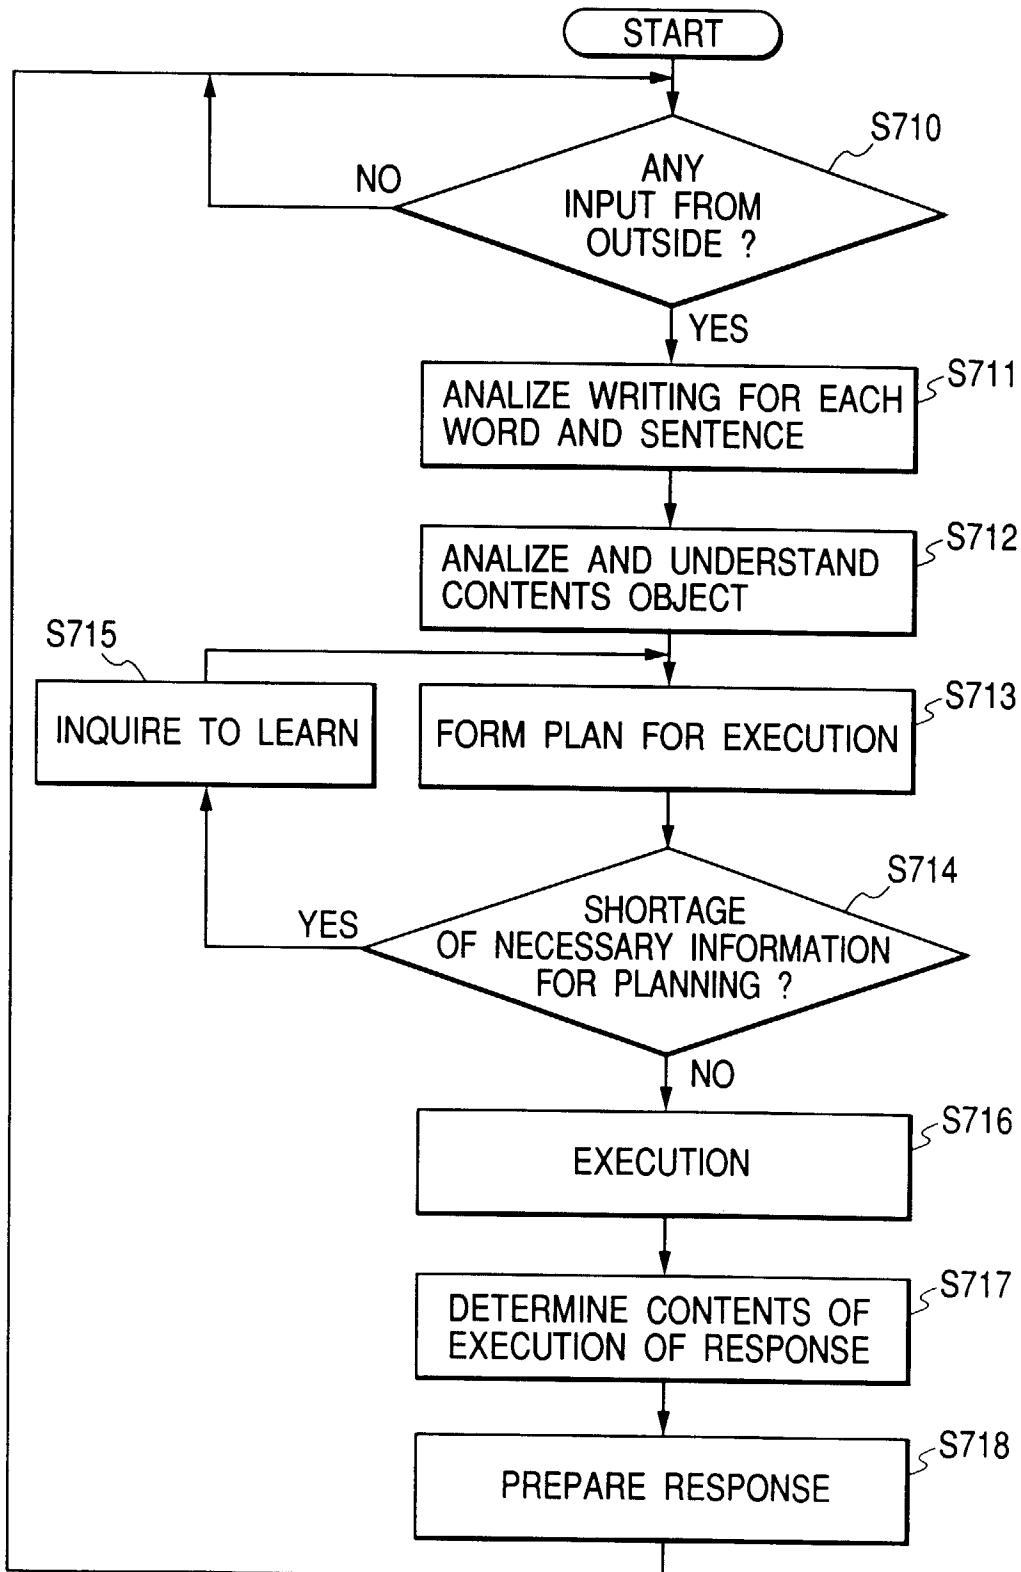 START
S710
ANY
INPUT FROM
OUTSIDE ?
NO
YES
S711
ANALIZE WRITING FOR EACH
WORD AND SENTENCE
S712
ANALIZE AND UNDERSTAND
CONTENTS OBJECT
S715
INQUIRE TO LEARN
S713
FORM PLAN FOR EXECUTION
S714
SHORTAGE
OF NECESSARY INFORMATION
FOR PLANNING ?
YES
NO
S716
EXECUTION
S717
DETERMINE CONTENTS OF
EXECUTION OF RESPONSE
S718
PREPARE RESPONSE